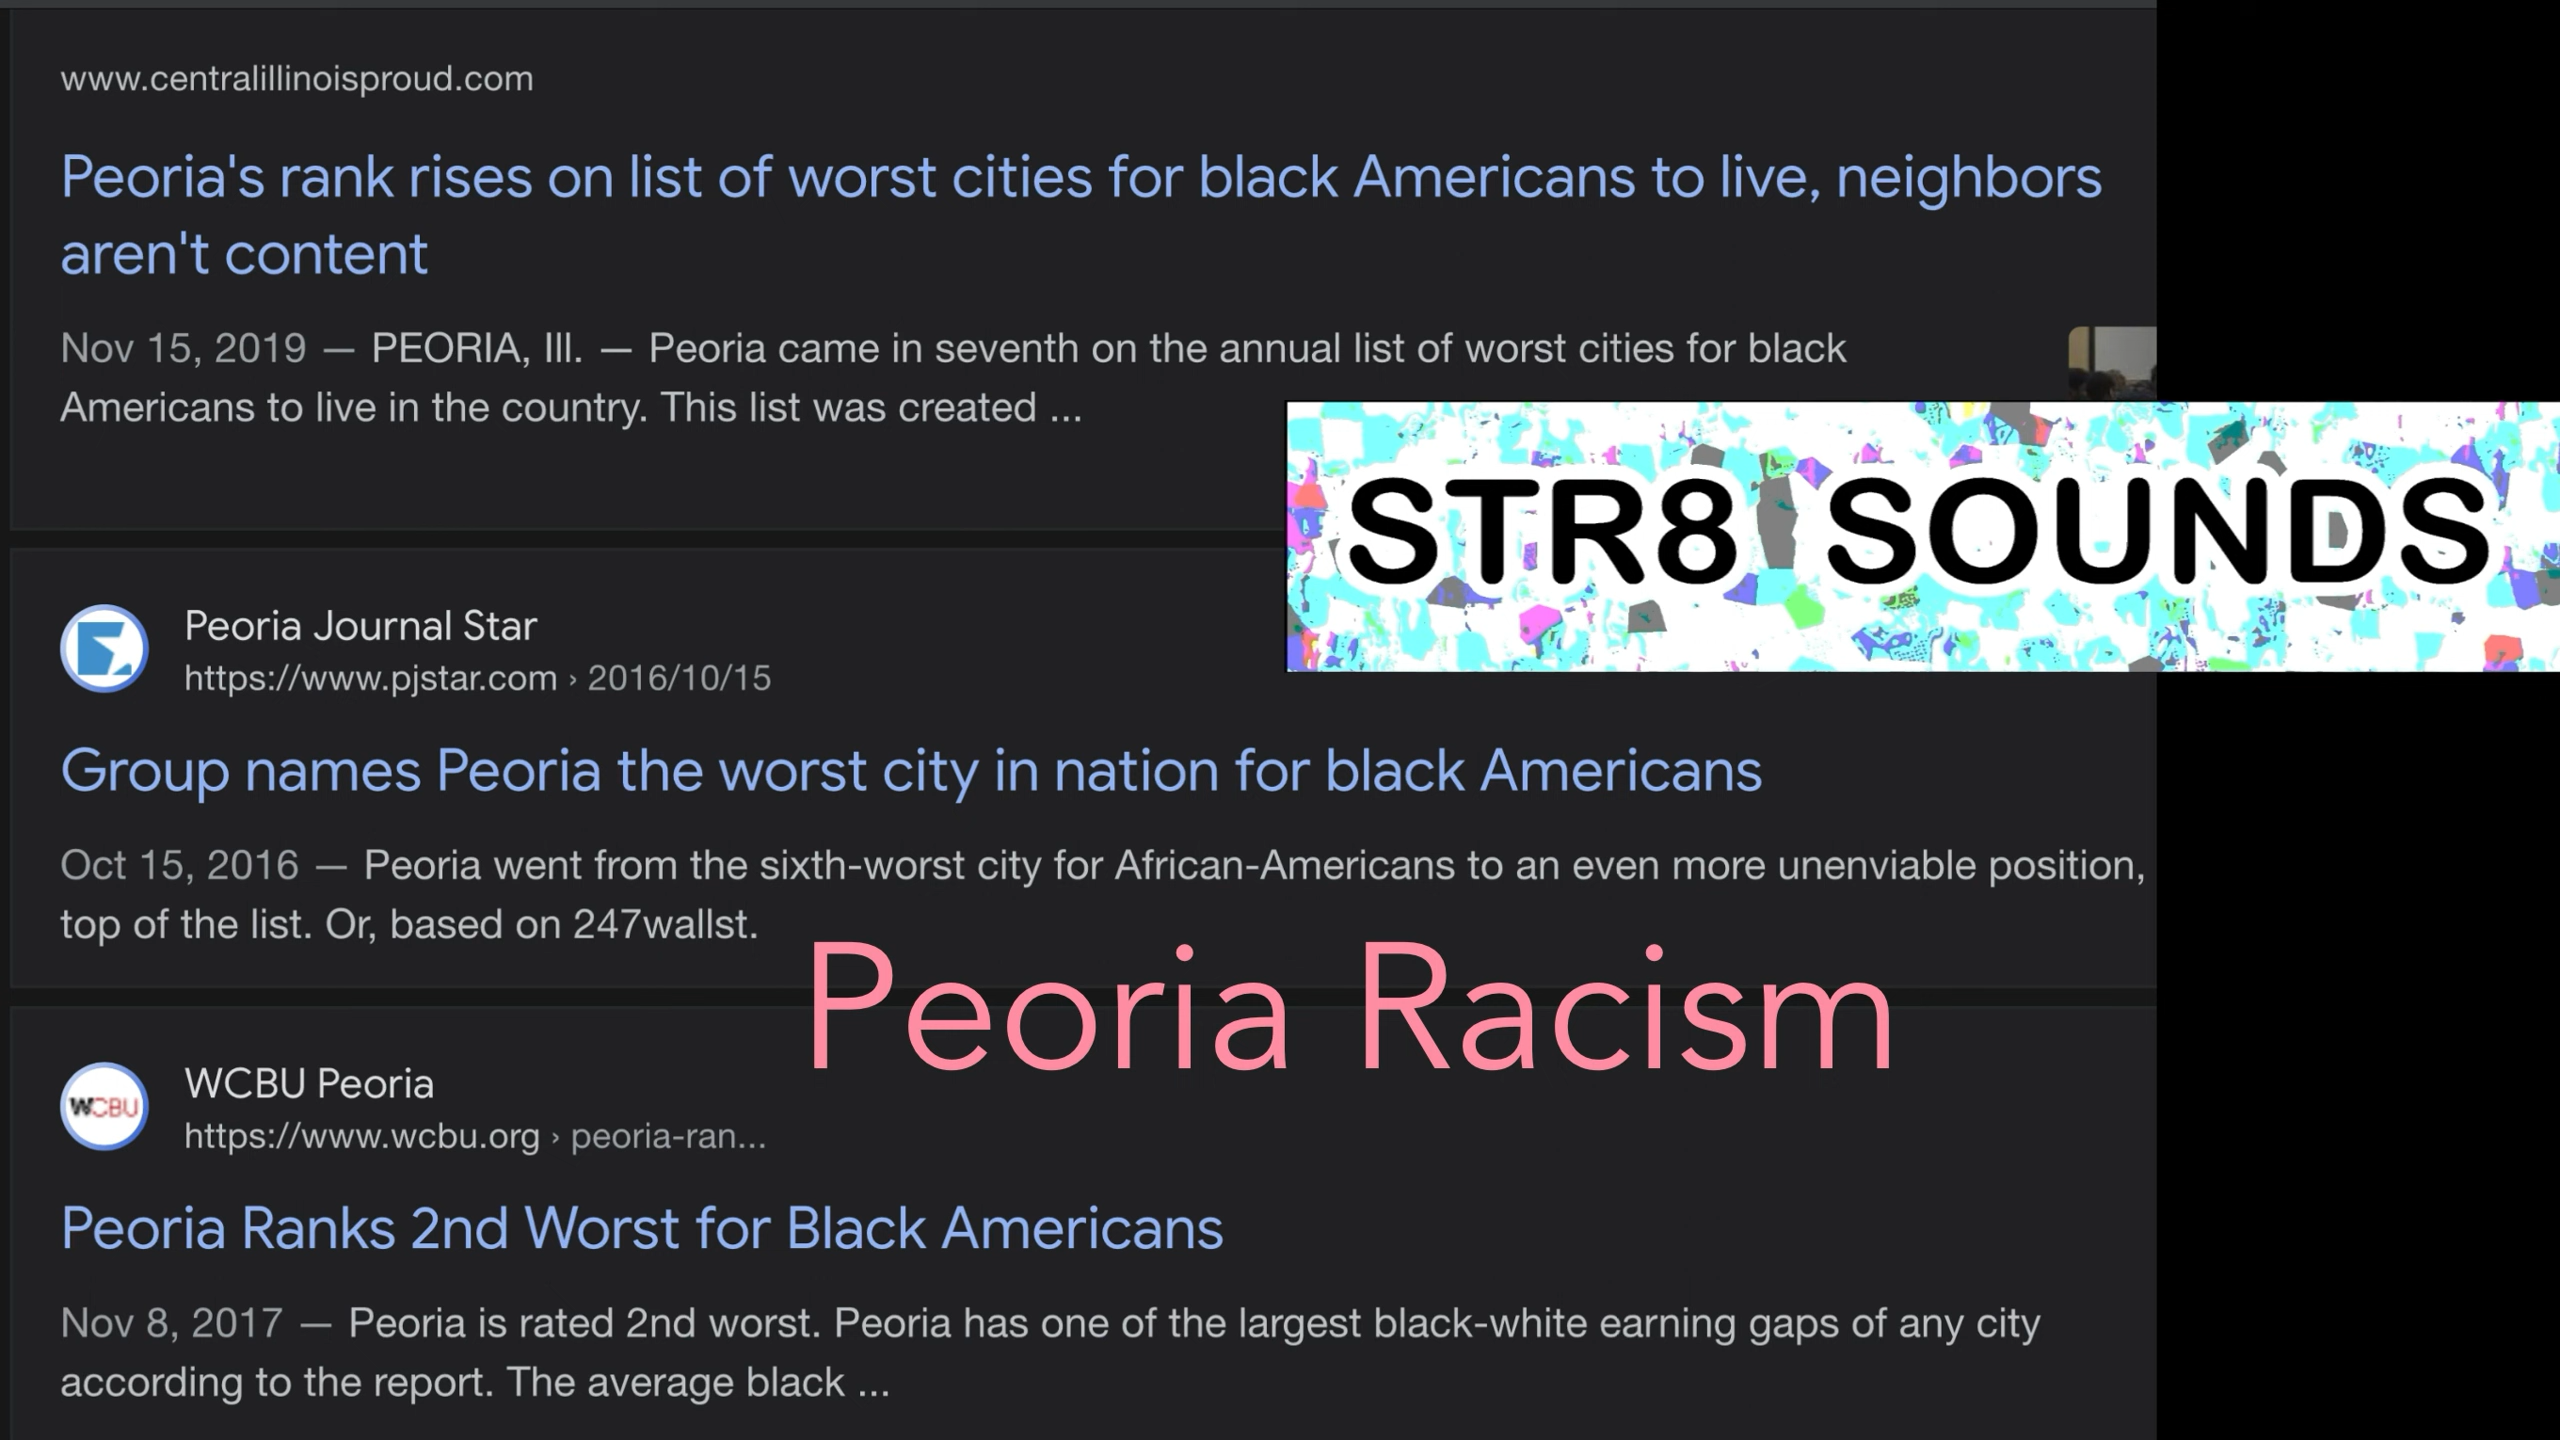 www.centralillinoisproud.com
Peoria's rank rises on list of worst cities for black Americans to live, neighbors
aren't content
Nov 15, 2019 — PEORIA, Ill. — Peoria came in seventh on the annual list of worst cities for black
Americans to live in the country. This list was created ...
STR8 SOUNDS
Peoria Journal Star
https://www.pjstar.com › 2016/10/15
Group names Peoria the worst city in nation for black Americans
Oct 15, 2016 — Peoria went from the sixth-worst city for African-Americans to an even more unenviable position,
top of the list. Or, based on 247wallst.
Peoria Racism
WCBU
WCBU Peoria
https://www.wcbu.org › peoria-ran...
Peoria Ranks 2nd Worst for Black Americans
Nov 8, 2017 — Peoria is rated 2nd worst. Peoria has one of the largest black-white earning gaps of any city
according to the report. The average black ...